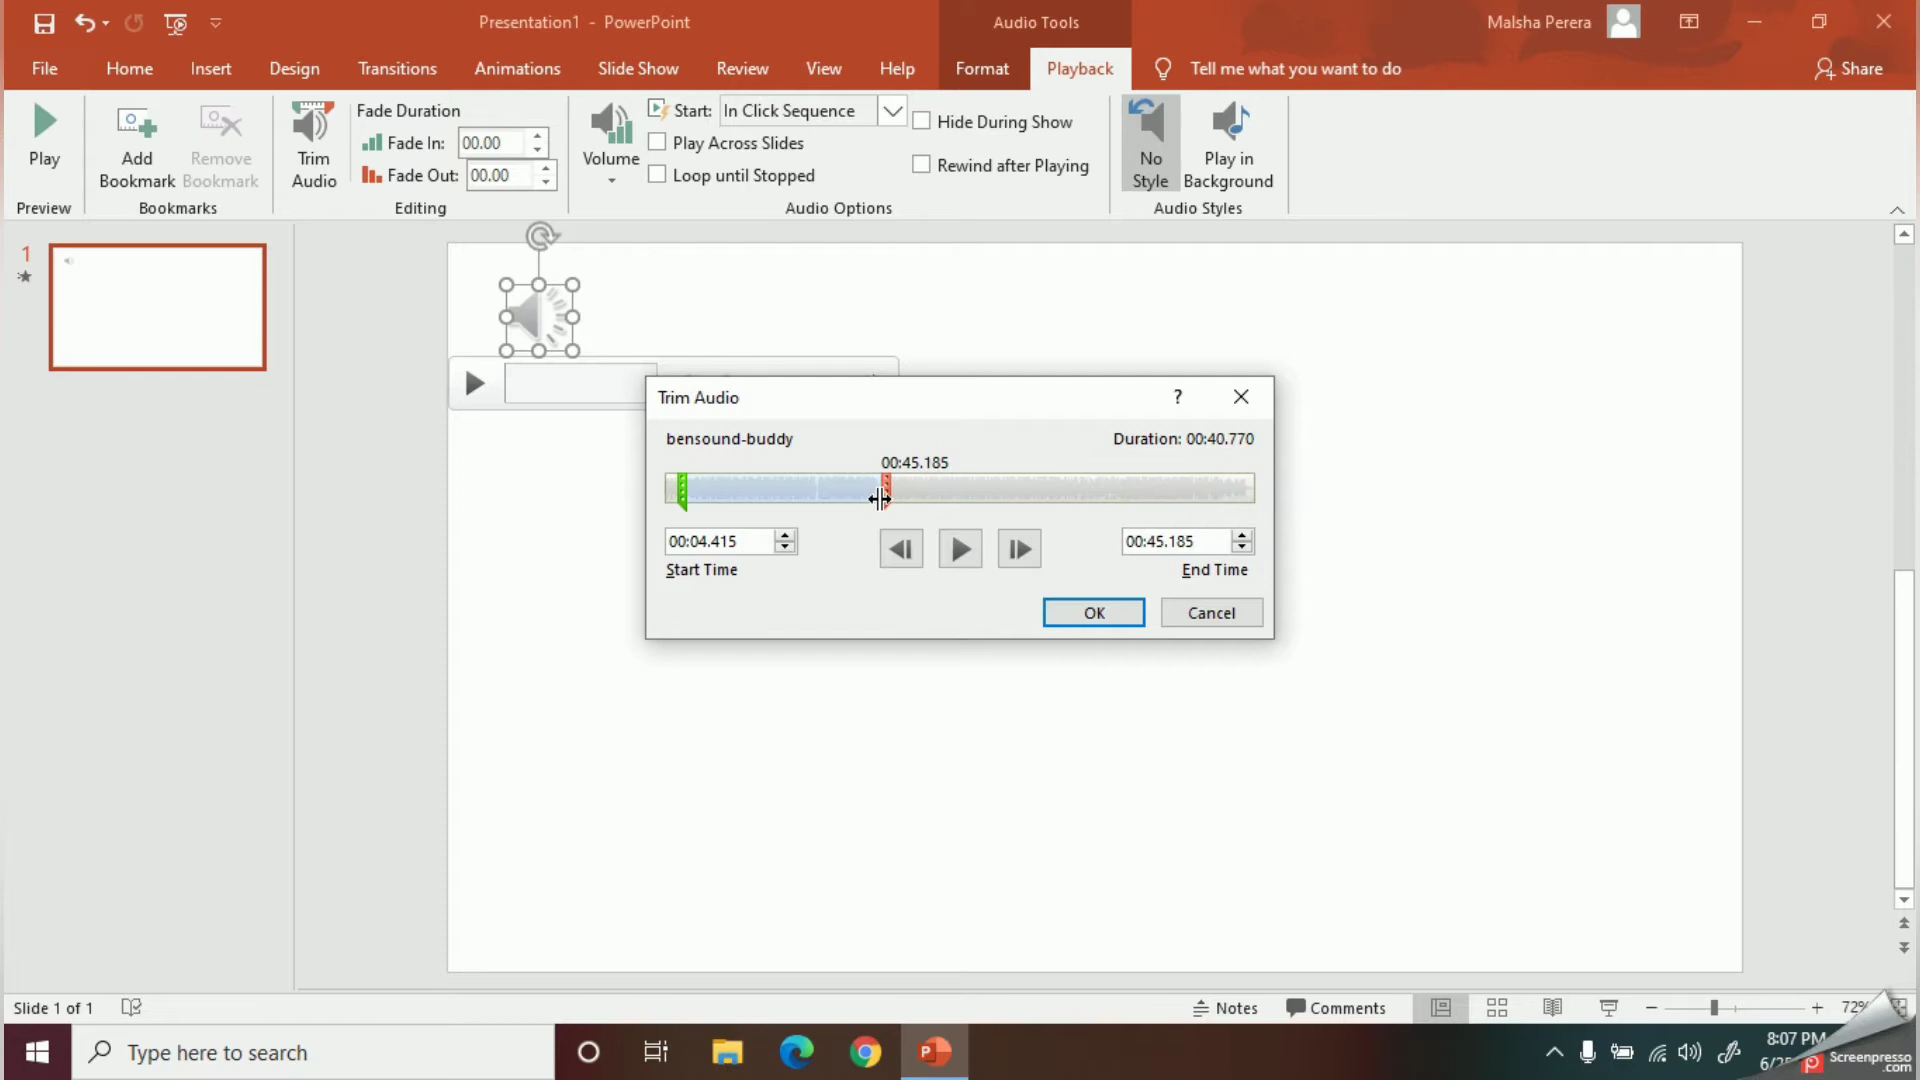 Presentation1 - PowerPoint
Audio Tools
Malsha Perera
File
Home
Insert
Design
Transitions
Animations
Slide Show
Review
View
Help
Format
Playback
Tell me what you want to do
Share
Play
Add
Bookmark
Remove
Bookmark
Trim
Audio
Fade Duration
Fade In: 00.00
Fade Out: 00.00
Volume
Start: In Click Sequence
Play Across Slides
Loop until Stopped
Hide During Show
Rewind after Playing
No
Style
Play in
Background
Preview
Bookmarks
Editing
Audio Options
Audio Styles
1
Trim Audio
?
bensound-buddy
Duration: 00:40.770
00:45.185
00:04.415
00:45.185
Start Time
End Time
OK
Cancel
Slide 1 of 1
Notes
Comments
72%
Type here to search
8:07 PM
Screenpresso
.com